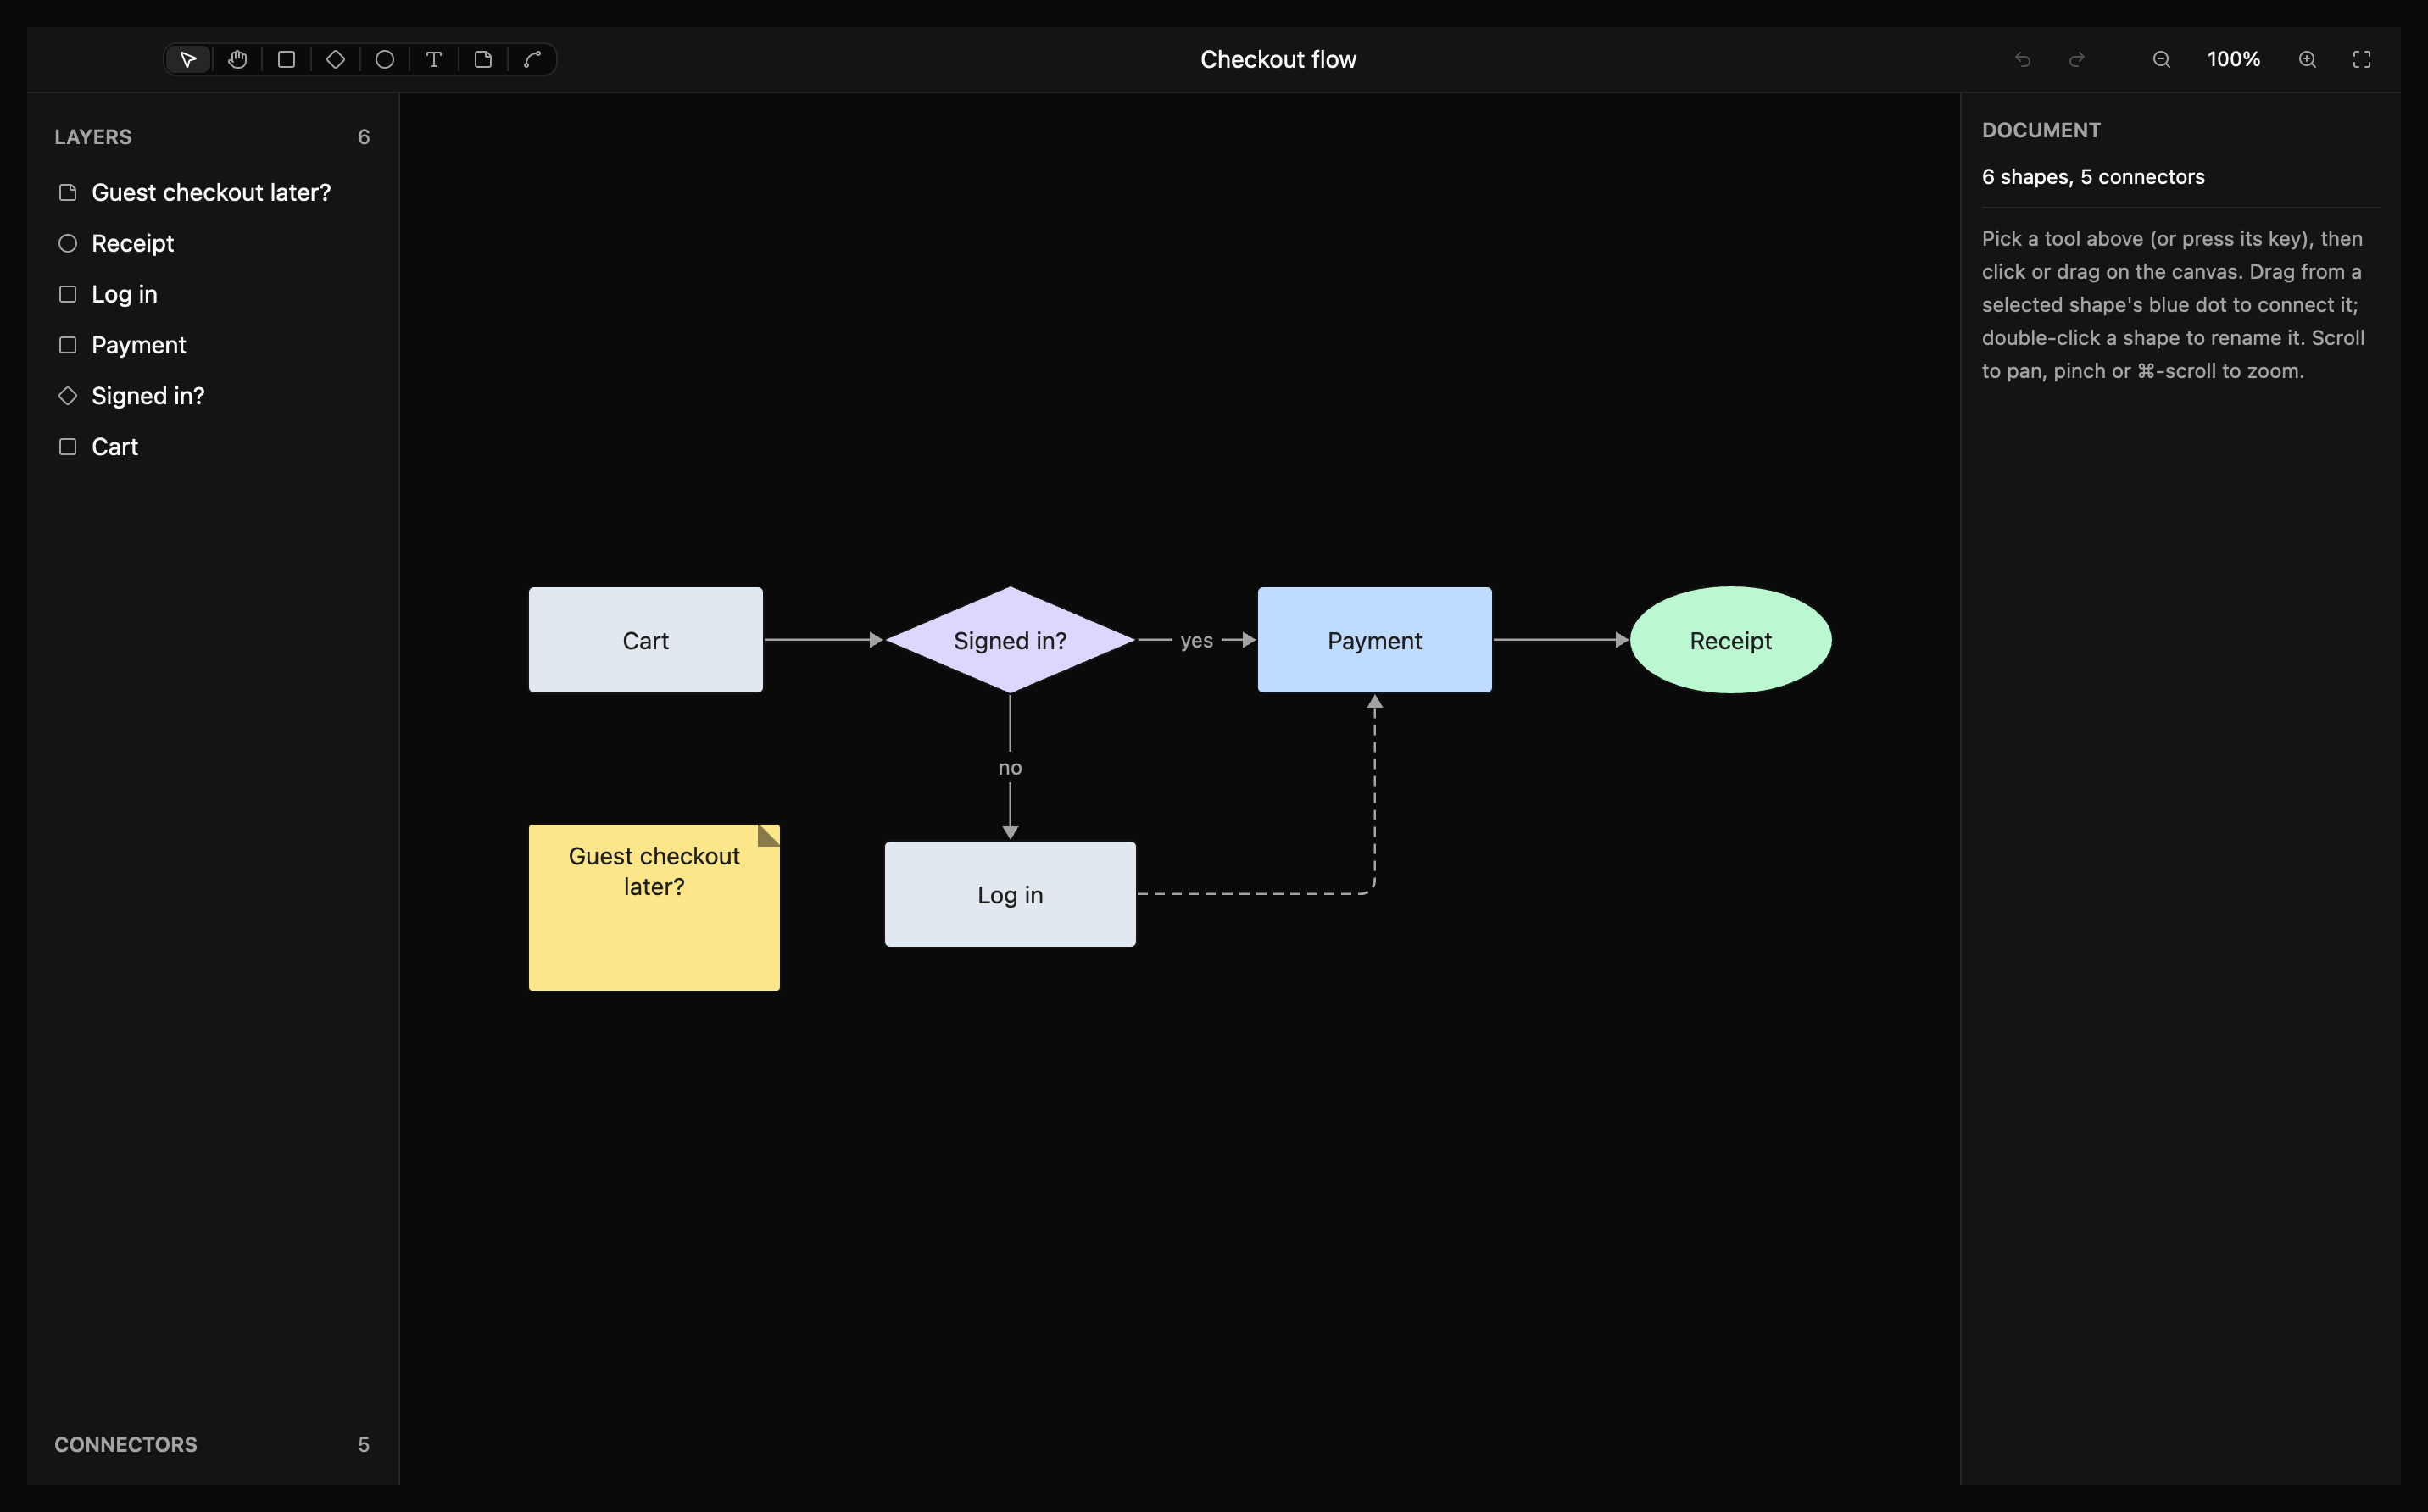 Checkout flow
100%
LAYERS 6
Guest checkout later?
Receipt
Log in
Payment
Signed in?
Cart
CONNECTORS 5
Cart
Signed in?
yes
Payment
Receipt
no
Guest checkout
later?
Log in
DOCUMENT
6 shapes, 5 connectors
Pick a tool above (or press its key), then
click or drag on the canvas. Drag from a
selected shape's blue dot to connect it;
double-click a shape to rename it. Scroll
to pan, pinch or ⌘-scroll to zoom.